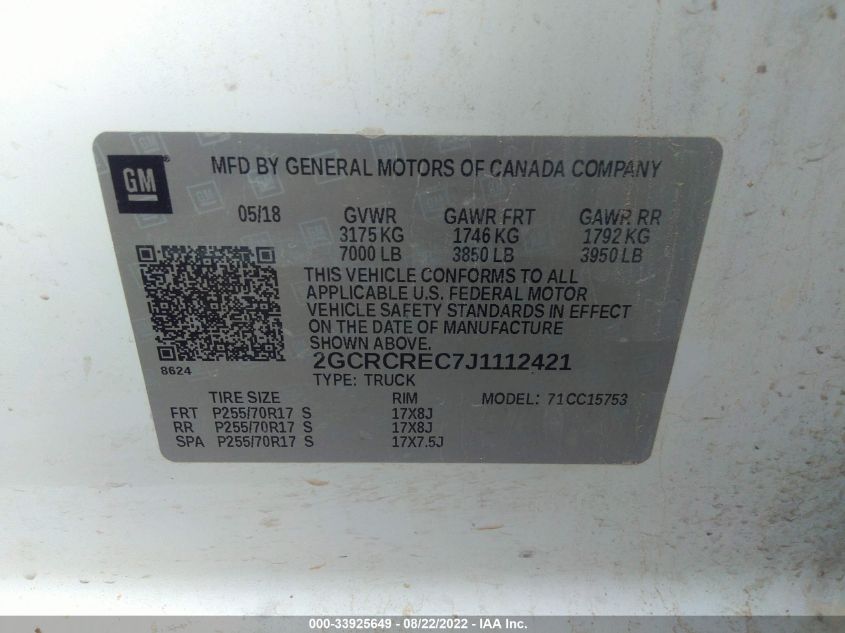 GM
MFD BY GENERAL MOTORS OF CANADA COMPANY
05/18 GVWR GAWR FRT GAWR RR
3175 KG 1746 KG 1792 KG
7000 LB 3850 LB 3950 LB
THIS VEHICLE CONFORMS TO ALL
APPLICABLE U.S. FEDERAL MOTOR
VEHICLE SAFETY STANDARDS IN EFFECT
ON THE DATE OF MANUFACTURE
SHOWN ABOVE.
8624
2GCRCREC7J1112421
TYPE: TRUCK
TIRE SIZE RIM MODEL: 71CC15753
FRT P255/70R17 S 17X8J
RR P255/70R17 S 17X8J
SPA P255/70R17 S 17X7.5J
000-33925649 - 08/22/2022 - IAAI.com